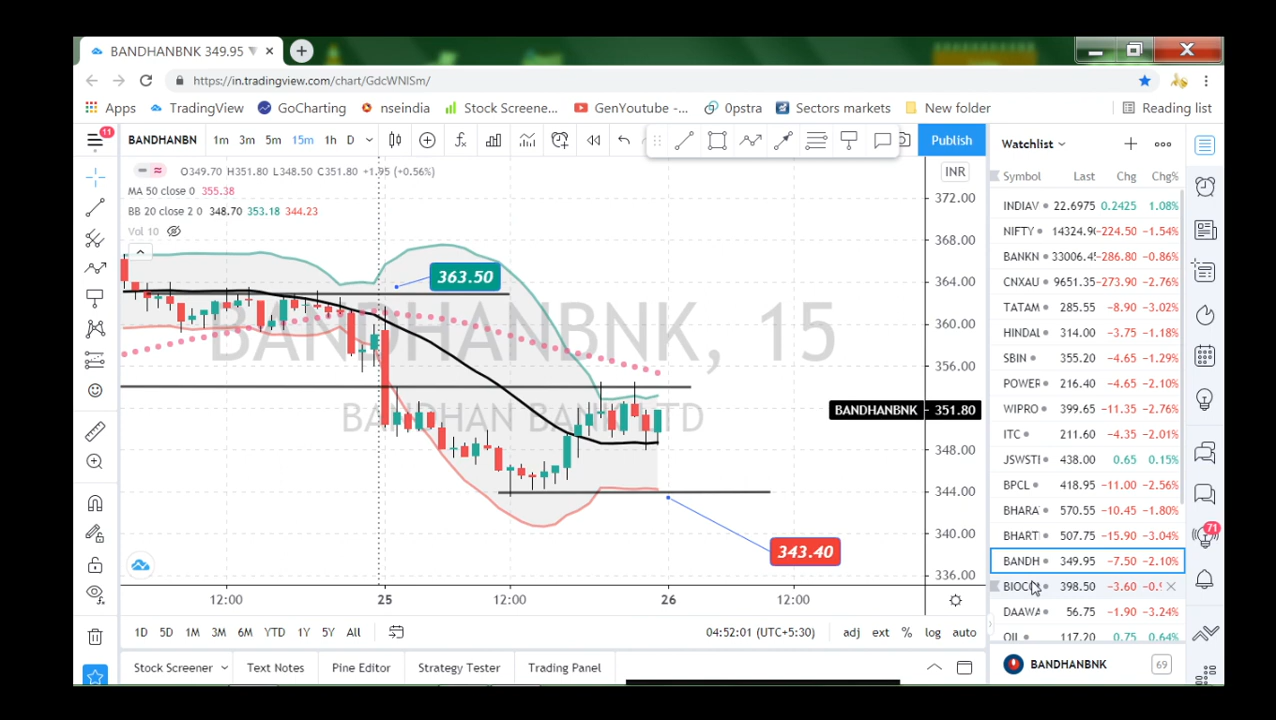 BANDHANBNK 349.95
https://in.tradingview.com/chart/GdcWNISm/
Apps TradingView GoCharting nseindia Stock Screene... GenYoutube -... 0pstra Sectors markets New folder Reading list
11 BANDHANBN 1m 3m 5m 15m 1h D Publish
O349.70 H351.80 L348.50 C351.80 +1.95 (+0.56%)
MA 50 close 0 355.38
BB 20 close 2 0 348.70 353.18 344.23
Vol 10
BANDHANBNK, 15
BANDHAN BANK LTD
363.50
343.40
INR
372.00
368.00
364.00
360.00
356.00
BANDHANBNK 351.80
348.00
344.00
340.00
336.00
12:00 25 12:00 26 12:00
1D 5D 1M 3M 6M YTD 1Y 5Y All 04:52:01 (UTC+5:30) adj ext % log auto
Stock Screener Text Notes Pine Editor Strategy Tester Trading Panel
Watchlist
Symbol Last Chg Chg%
INDIAV 22.6975 0.2425 1.08%
NIFTY 14324.9 -224.50 -1.54%
BANKN 33006.4 -286.80 -0.86%
CNXAU 9651.35 -273.90 -2.76%
TATAM 285.55 -8.90 -3.02%
HINDAL 314.00 -3.75 -1.18%
SBIN 355.20 -4.65 -1.29%
POWER 216.40 -4.65 -2.10%
WIPRO 399.65 -11.35 -2.76%
ITC 211.60 -4.35 -2.01%
JSWSTI 438.00 0.65 0.15%
BPCL 418.95 -11.00 -2.56%
BHARA 570.55 -10.45 -1.80%
BHART 507.75 -15.90 -3.04%
BANDH 349.95 -7.50 -2.10%
BIOC 398.50 -3.60
DAAWA 56.75 -1.90 -3.24%
OIL 117.20 0.75 0.64%
BANDHANBNK 69
71